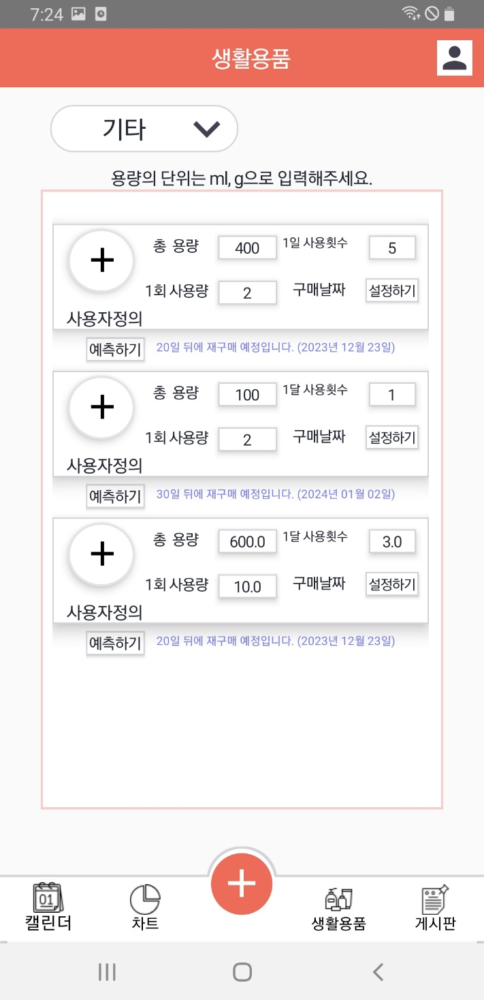 7:24
생활용품
기타
용량의 단위는 ml, g으로 입력해주세요.
총 용량 400 1일 사용횟수 5
1회 사용량 2 구매날짜 설정하기
사용자정의
예측하기 20일 뒤에 재구매 예정입니다. (2023년 12월 23일)
총 용량 100 1달 사용횟수 1
1회 사용량 2 구매날짜 설정하기
사용자정의
예측하기 30일 뒤에 재구매 예정입니다. (2024년 01월 02일)
총 용량 600.0 1달 사용횟수 3.0
1회 사용량 10.0 구매날짜 설정하기
사용자정의
예측하기 20일 뒤에 재구매 예정입니다. (2023년 12월 23일)
01
캘린더 차트 생활용품 게시판